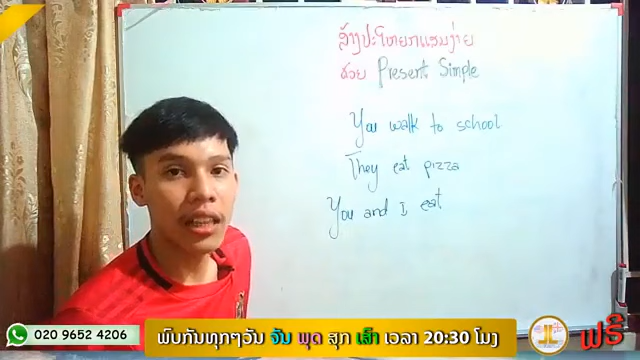 ສ້າງປະໂຫຍກແສນງ່າຍ
ດ້ວຍ Present Simple
You walk to school
They eat pizza
You and I eat
020 9652 4206
ພົບກັນທຸກໆວັນ ຈັນ ພຸດ ສຸກ ເສົາ ເວລາ 20:30 ໂມງ
ຟຣີ